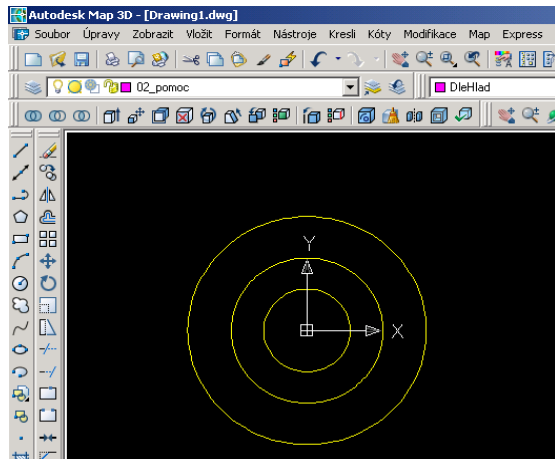 Autodesk Map 3D - [Drawing1.dwg]
Soubor Úpravy Zobrazit Vložit Formát Nástroje Kresli Kóty Modifikace Map Express
02_pomoc DleHlad
Y
X